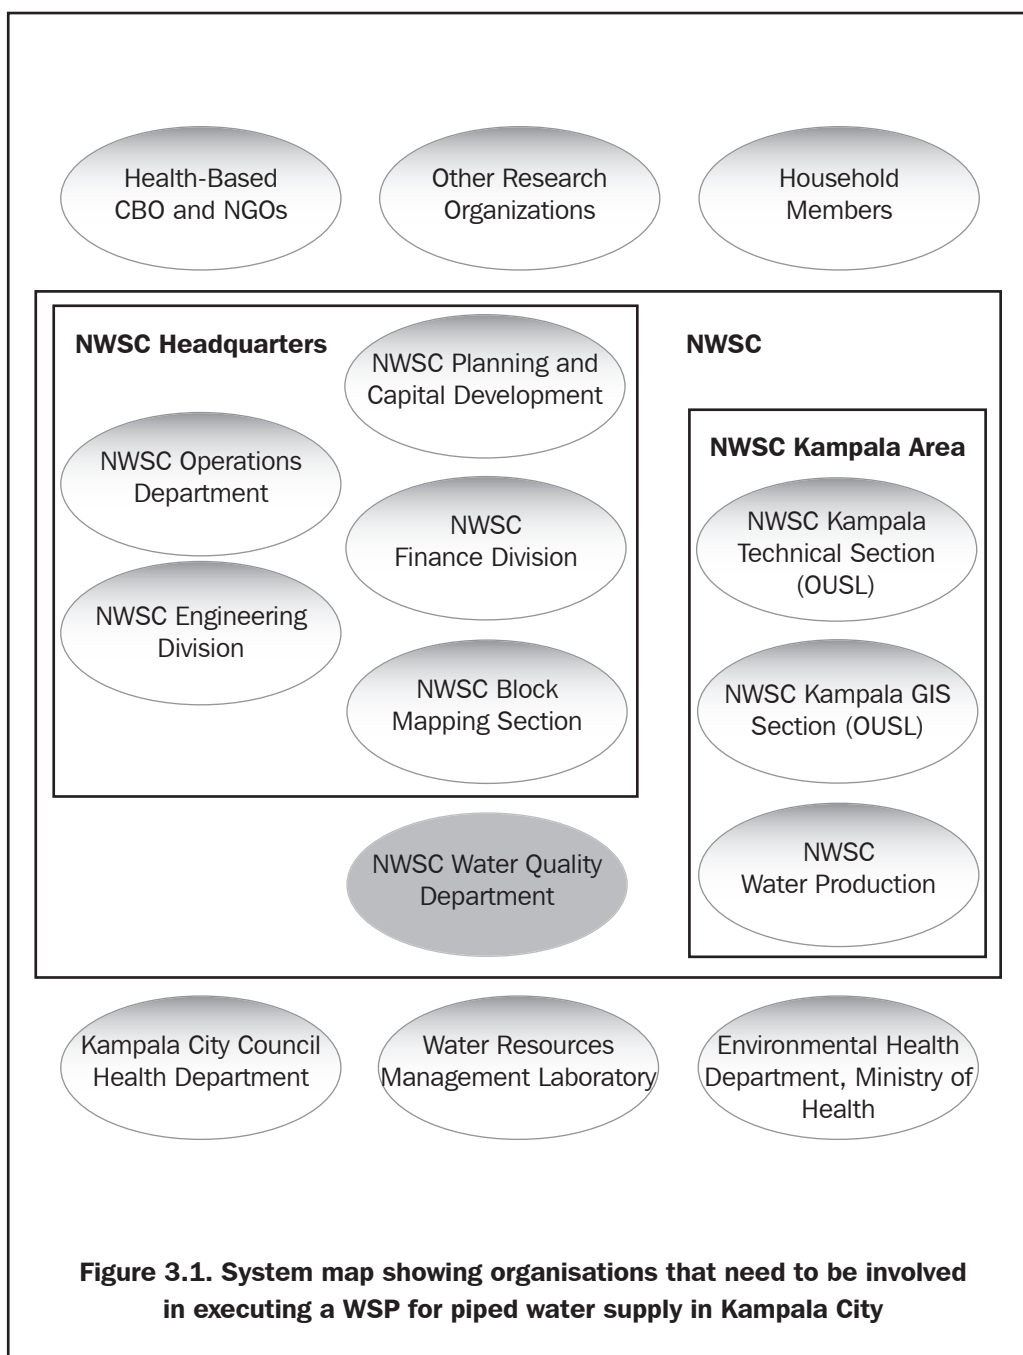 Health-Based
CBO and NGOs
Other Research
Organizations
Household
Members
NWSC Headquarters
NWSC Planning and
Capital Development
NWSC Operations
Department
NWSC
Finance Division
NWSC Engineering
Division
NWSC Block
Mapping Section
NWSC
NWSC Kampala Area
NWSC Kampala
Technical Section
(OUSL)
NWSC Kampala GIS
Section (OUSL)
NWSC
Water Production
NWSC Water Quality
Department
Kampala City Council
Health Department
Water Resources
Management Laboratory
Environmental Health
Department, Ministry of
Health
Figure 3.1. System map showing organisations that need to be involved
in executing a WSP for piped water supply in Kampala City